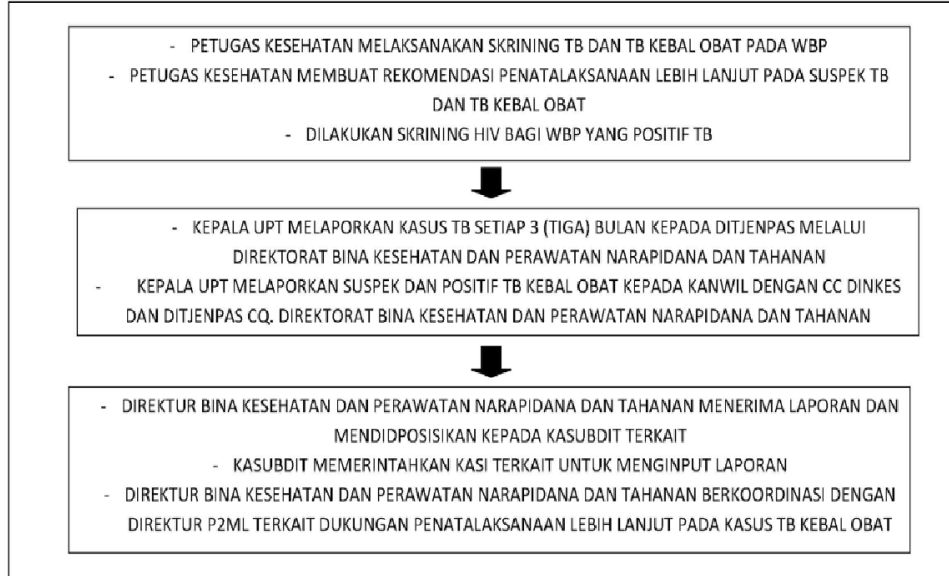 - PETUGAS KESEHATAN MELAKSANAKAN SKRINING TB DAN TB KEBAL OBAT PADA WBP
- PETUGAS KESEHATAN MEMBUAT REKOMENDASI PENATALAKSANAAN LEBIH LANJUT PADA SUSPEK TB
DAN TB KEBAL OBAT
- DILAKUKAN SKRINING HIV BAGI WBP YANG POSITIF TB
- KEPALA UPT MELAPORKAN KASUS TB SETIAP 3 (TIGA) BULAN KEPADA DITJENPAS MELALUI
DIREKTORAT BINA KESEHATAN DAN PERAWATAN NARAPIDANA DAN TAHANAN
- KEPALA UPT MELAPORKAN SUSPEK DAN POSITIF TB KEBAL OBAT KEPADA KANWIL DENGAN CC DINKES
DAN DITJENPAS CQ. DIREKTORAT BINA KESEHATAN DAN PERAWATAN NARAPIDANA DAN TAHANAN
- DIREKTUR BINA KESEHATAN DAN PERAWATAN NARAPIDANA DAN TAHANAN MENERIMA LAPORAN DAN
MENDIDPOSISIKAN KEPADA KASUBDIT TERKAIT
- KASUBDIT MEMERINTAHKAN KASI TERKAIT UNTUK MENGINPUT LAPORAN
- DIREKTUR BINA KESEHATAN DAN PERAWATAN NARAPIDANA DAN TAHANAN BERKOORDINASI DENGAN
DIREKTUR P2ML TERKAIT DUKUNGAN PENATALAKSANAAN LEBIH LANJUT PADA KASUS TB KEBAL OBAT